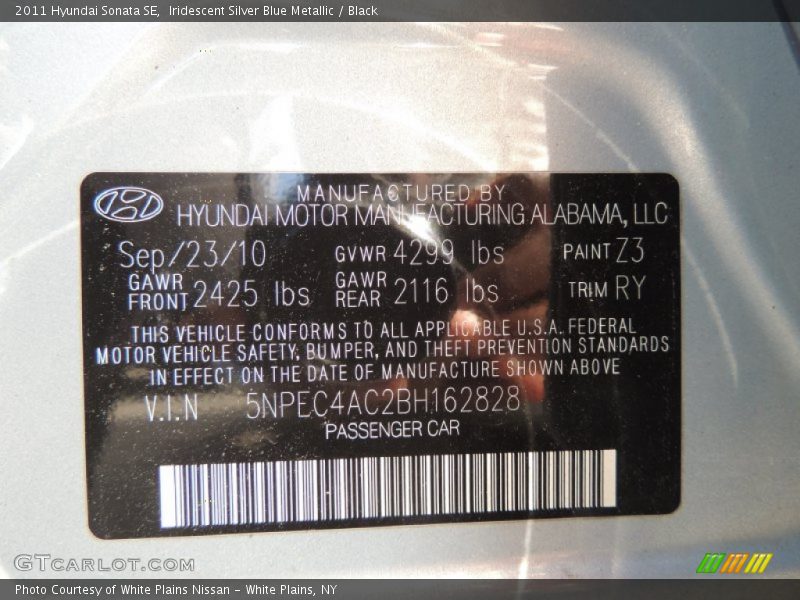 2011 Hyundai Sonata SE,  Iridescent Silver Blue Metallic / Black
MANUFACTURED BY
HYUNDAI MOTOR MANUFACTURING ALABAMA, LLC
Sep/23/10 GVWR 4299 lbs PAINT Z3
GAWR FRONT 2425 lbs GAWR REAR 2116 lbs TRIM RY
THIS VEHICLE CONFORMS TO ALL APPLICABLE U.S.A. FEDERAL
MOTOR VEHICLE SAFETY, BUMPER, AND THEFT PREVENTION STANDARDS
IN EFFECT ON THE DATE OF MANUFACTURE SHOWN ABOVE
V.I.N 5NPEC4AC2BH162828
PASSENGER CAR
GTCARLOT.COM
Photo Courtesy of White Plains Nissan - White Plains, NY